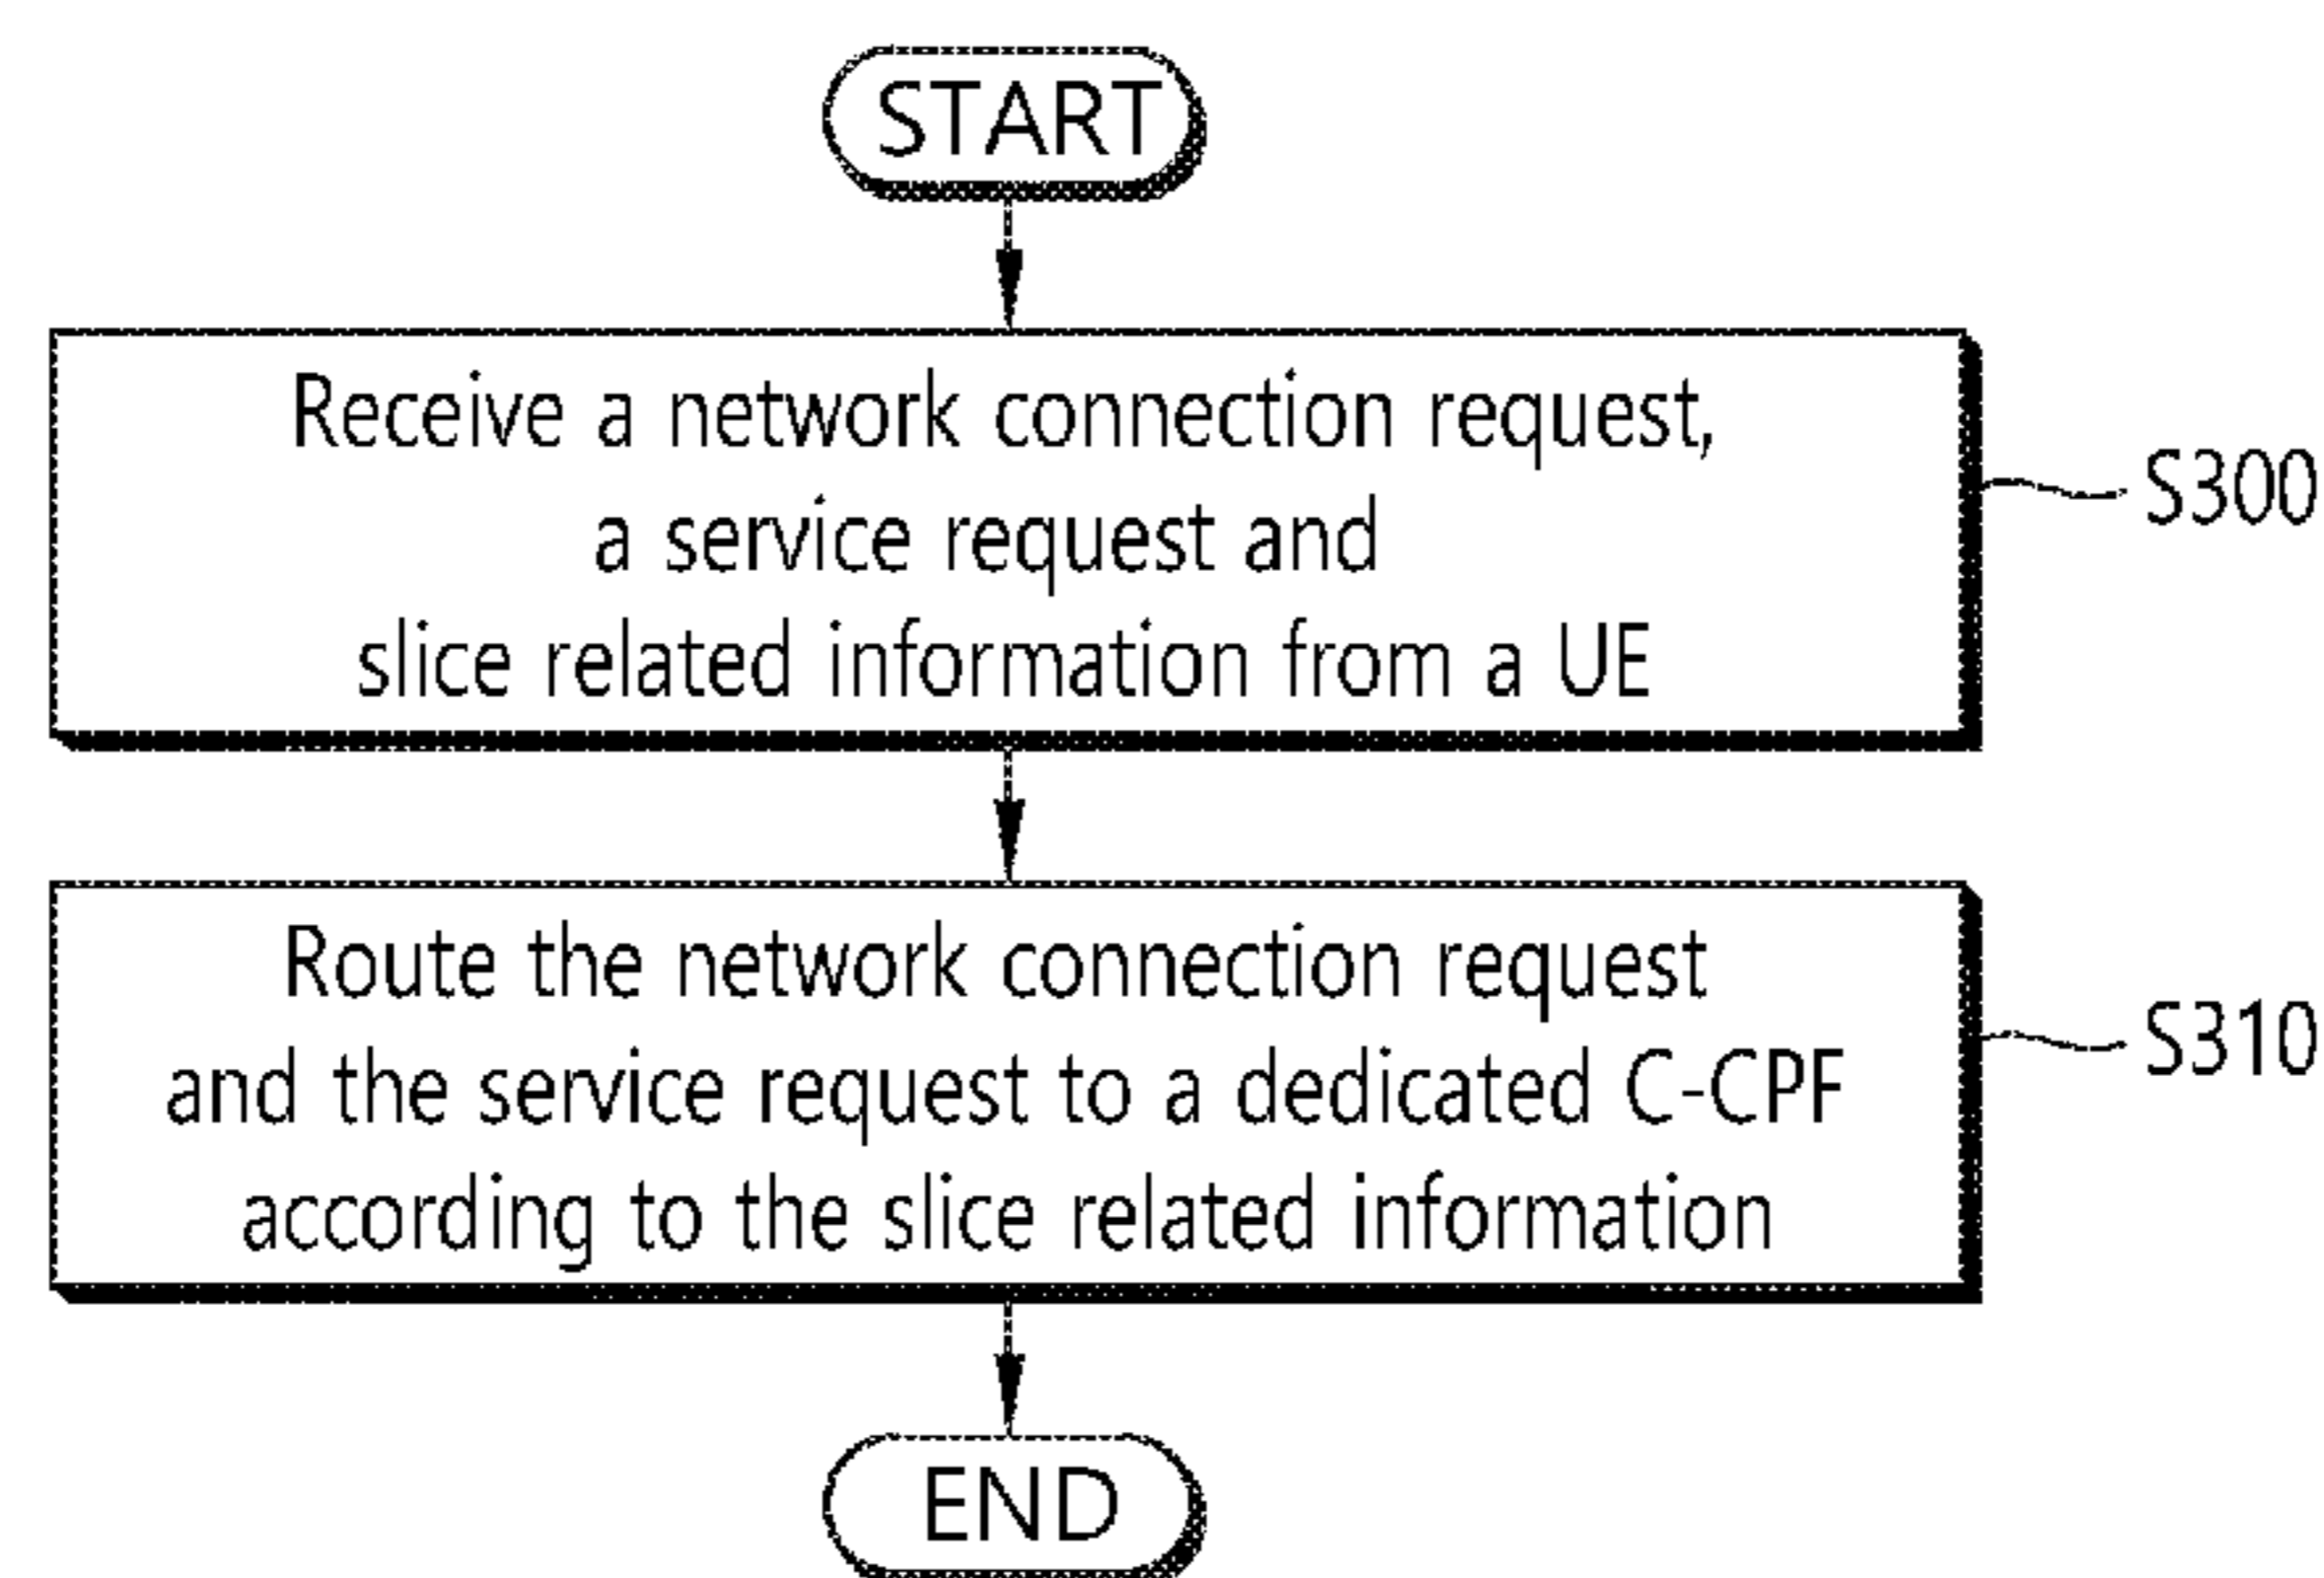 START
Receive a network connection request,
a service request and
slice related information from a UE
S300
Route the network connection request
and the service request to a dedicated C-CPF
according to the slice related information
S310
END